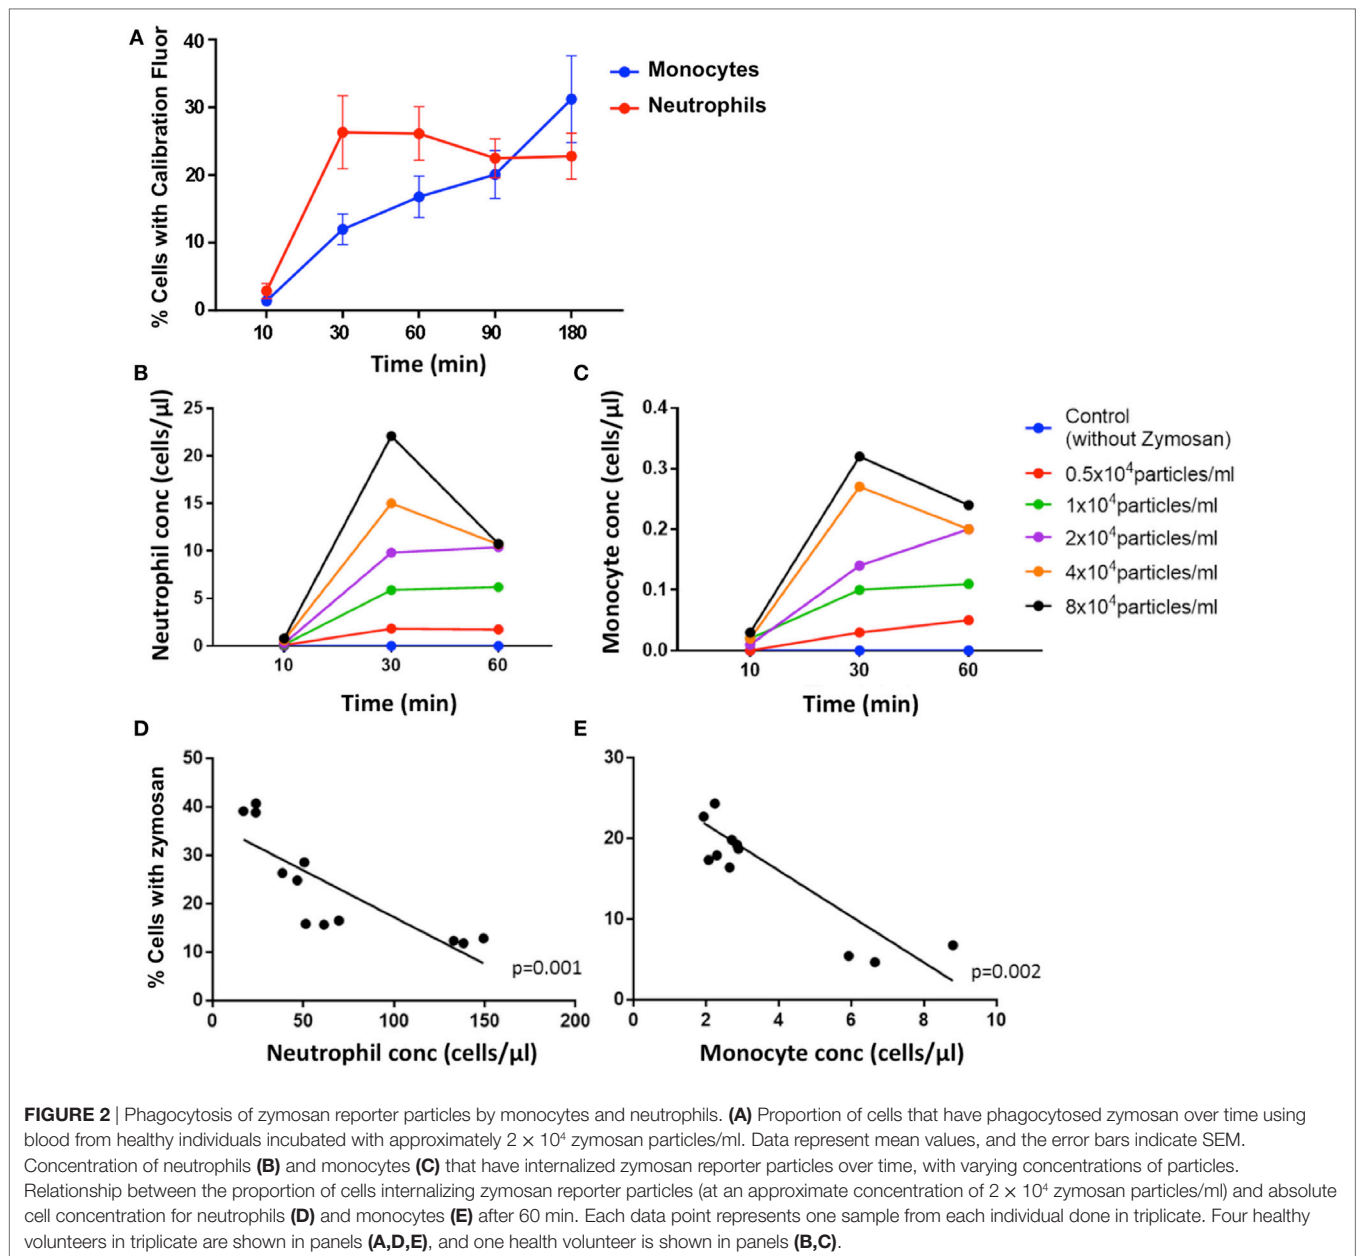 A
% Cells with Calibration Fluor
40
30
20
10
0
10 30 60 90 180
Time (min)
Monocytes
Neutrophils
B
Neutrophil conc (cells/µl)
25
20
15
10
5
0
10 30 60
Time (min)
C
Monocyte conc (cells/µl)
0.4
0.3
0.2
0.1
0.0
10 30 60
Time (min)
Control
(without Zymosan)
0.5x10⁴particles/ml
1x10⁴particles/ml
2x10⁴particles/ml
4x10⁴particles/ml
8x10⁴particles/ml
D
% Cells with zymosan
50
40
30
20
10
0
0 50 100 150 200
p=0.001
Neutrophil conc (cells/µl)
E
30
20
10
0
0 2 4 6 8 10
p=0.002
Monocyte conc (cells/µl)
FIGURE 2 | Phagocytosis of zymosan reporter particles by monocytes and neutrophils. (A) Proportion of cells that have phagocytosed zymosan over time using
blood from healthy individuals incubated with approximately 2 × 10⁴ zymosan particles/ml. Data represent mean values, and the error bars indicate SEM.
Concentration of neutrophils (B) and monocytes (C) that have internalized zymosan reporter particles over time, with varying concentrations of particles.
Relationship between the proportion of cells internalizing zymosan reporter particles (at an approximate concentration of 2 × 10⁴ zymosan particles/ml) and absolute
cell concentration for neutrophils (D) and monocytes (E) after 60 min. Each data point represents one sample from each individual done in triplicate. Four healthy
volunteers in triplicate are shown in panels (A,D,E), and one health volunteer is shown in panels (B,C).